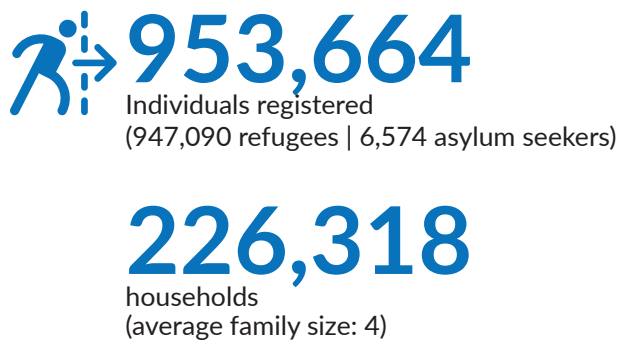 953,664
Individuals registered
(947,090 refugees | 6,574 asylum seekers)
226,318
households
(average family size: 4)